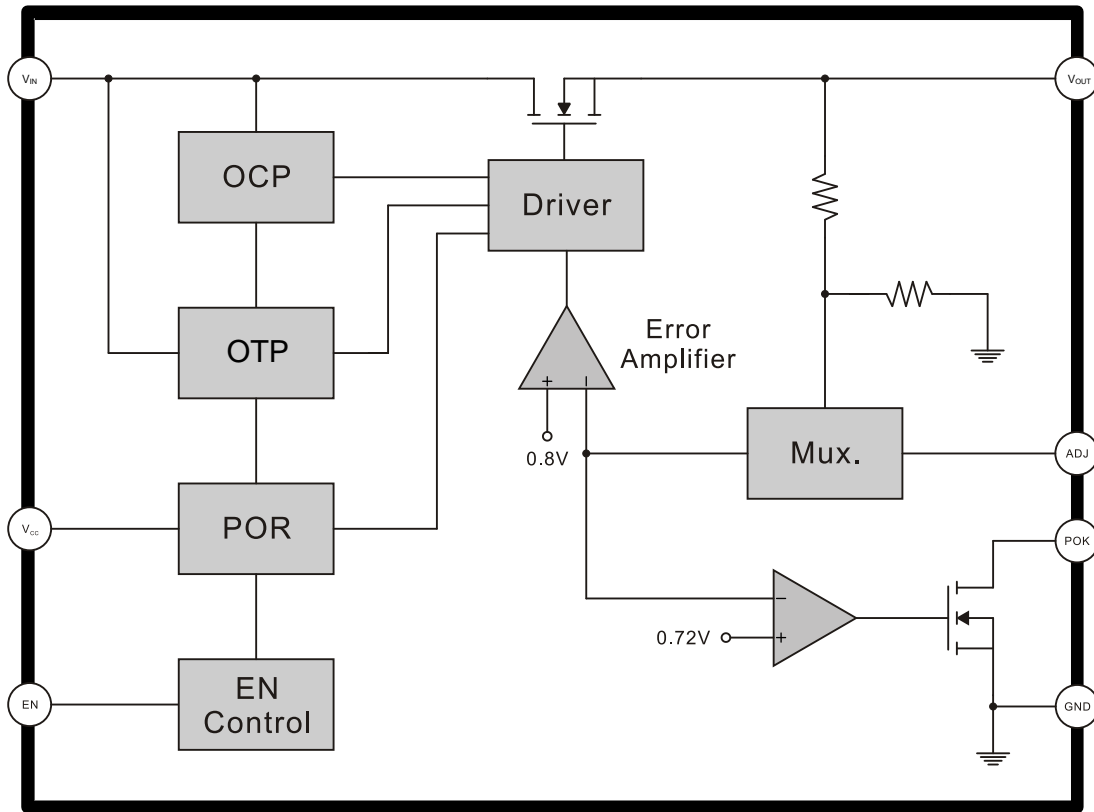 VIN
VOUT
OCP
Driver
OTP
Error
Amplifier
+
−
0.8V
Mux.
ADJ
VCC
POR
POK
−
0.72V
+
EN
EN
Control
GND